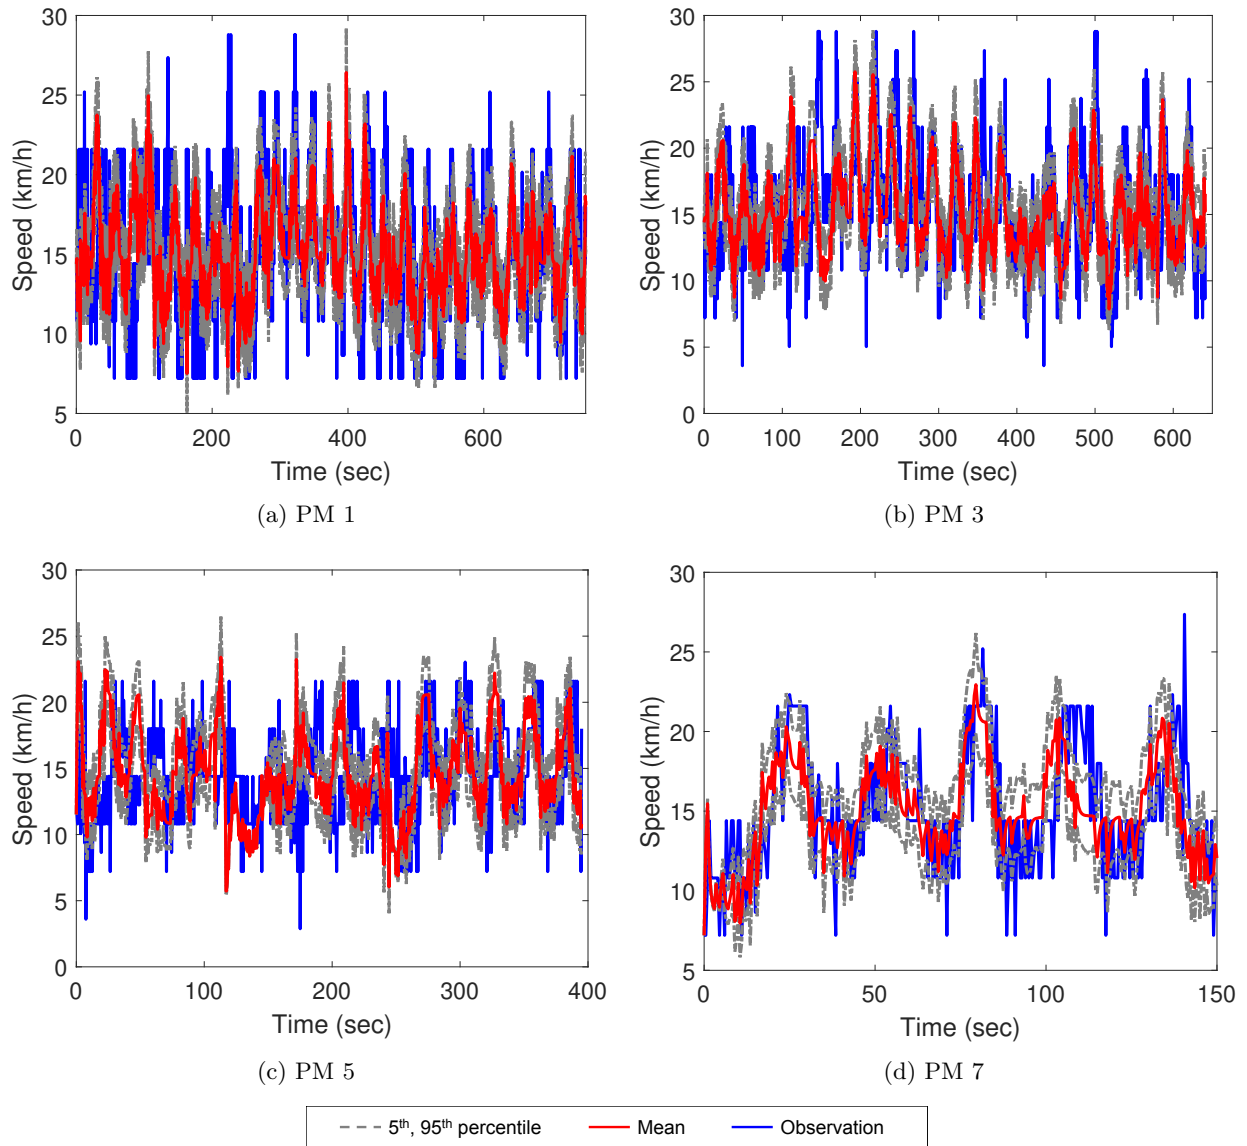 30
25
20
15
10
5
Speed (km/h)
0 200 400 600
Time (sec)
(a) PM 1
30
25
20
15
10
5
0
Speed (km/h)
0 100 200 300 400 500 600
Time (sec)
(b) PM 3
30
25
20
15
10
5
0
Speed (km/h)
0 100 200 300 400
Time (sec)
(c) PM 5
30
25
20
15
10
5
Speed (km/h)
0 50 100 150
Time (sec)
(d) PM 7
5th, 95th percentile Mean Observation